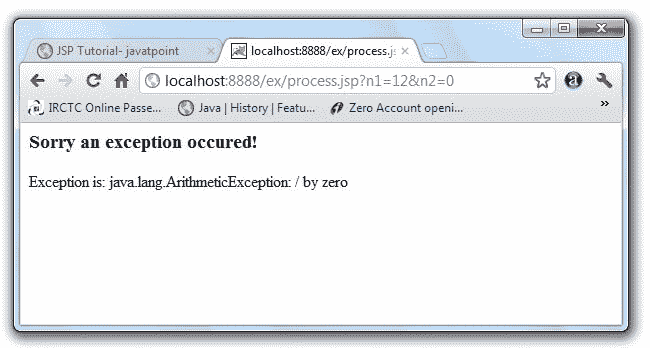 JSP Tutorial- javatpoint
localhost:8888/ex/process.js
localhost:8888/ex/process.jsp?n1=12&n2=0
IRCTC Online Passe...
Java | History | Featu...
Zero Account openi...
Sorry an exception occured!
Exception is: java.lang.ArithmeticException: / by zero